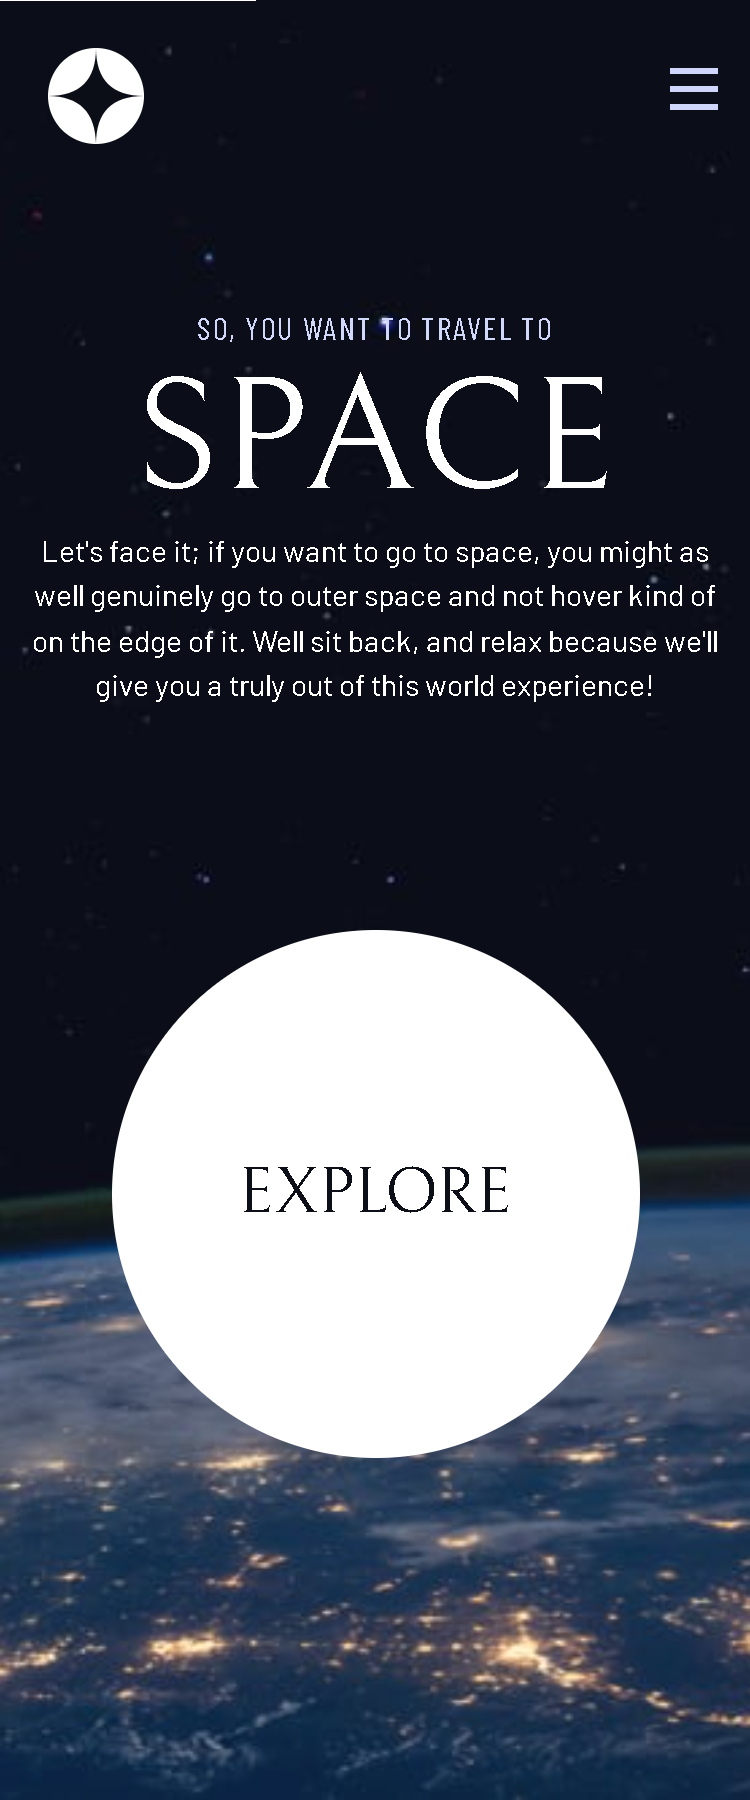 SO, YOU WANT TO TRAVEL TO
SPACE
Let's face it; if you want to go to space, you might as
well genuinely go to outer space and not hover kind of
on the edge of it. Well sit back, and relax because we'll
give you a truly out of this world experience!
EXPLORE